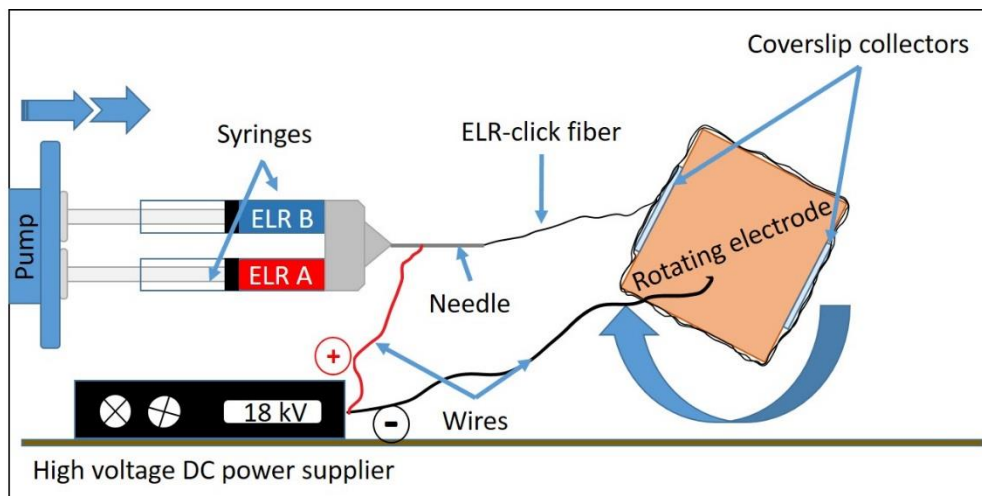 Coverslip collectors
Syringes
ELR-click fiber
Pump
ELR B
ELR A
Needle
Rotating electrode
+
18 kV
-
Wires
High voltage DC power supplier